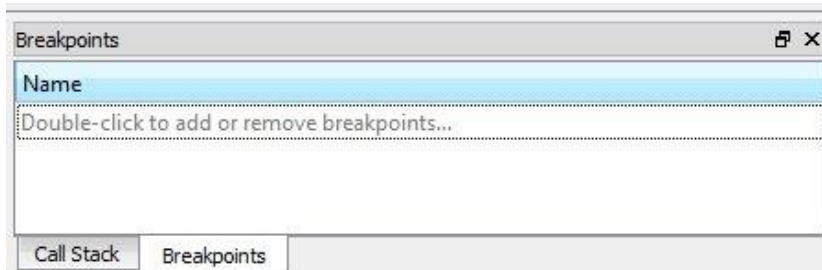 Breakpoints
Name
Double-click to add or remove breakpoints...
Call Stack Breakpoints